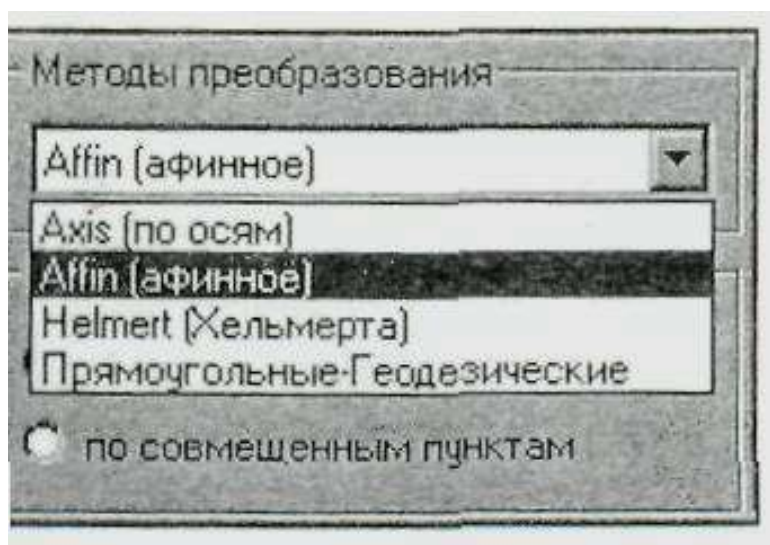 Методы преобразования
Affin (афинное)
Axis (по осям)
Affin (афинное)
Helmert (Хельмерта)
Прямоугольные-Геодезические
по совмещенным пунктам